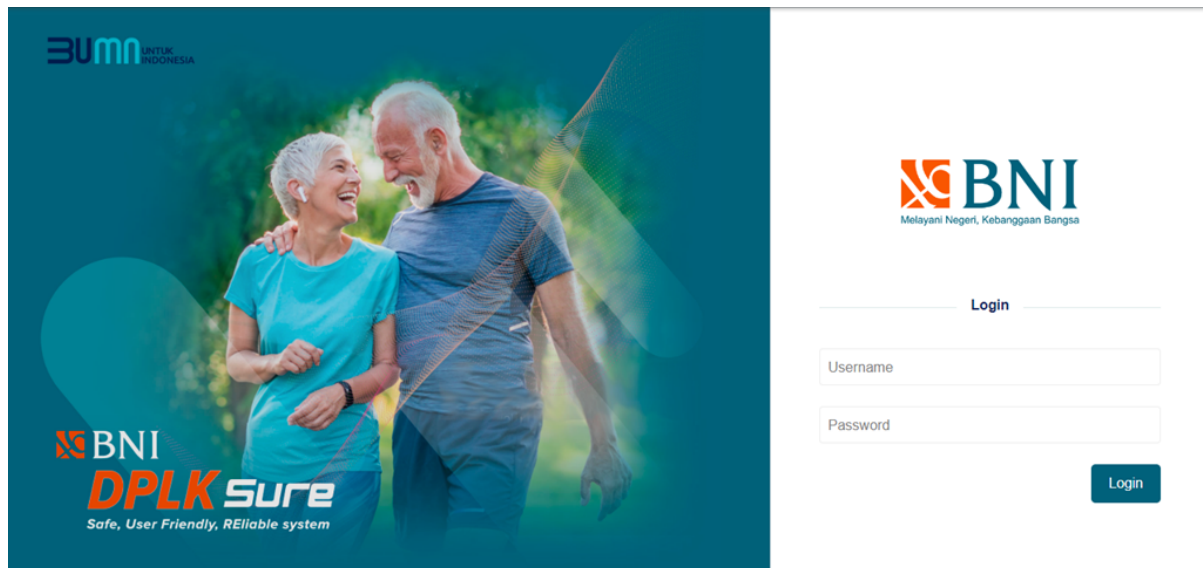 BUMN UNTUK
INDONESIA
BNI
DPLK Sure
Safe, User Friendly, REliable system
BNI
Melayani Negeri, Kebanggaan Bangsa
Login
Username
Password
Login